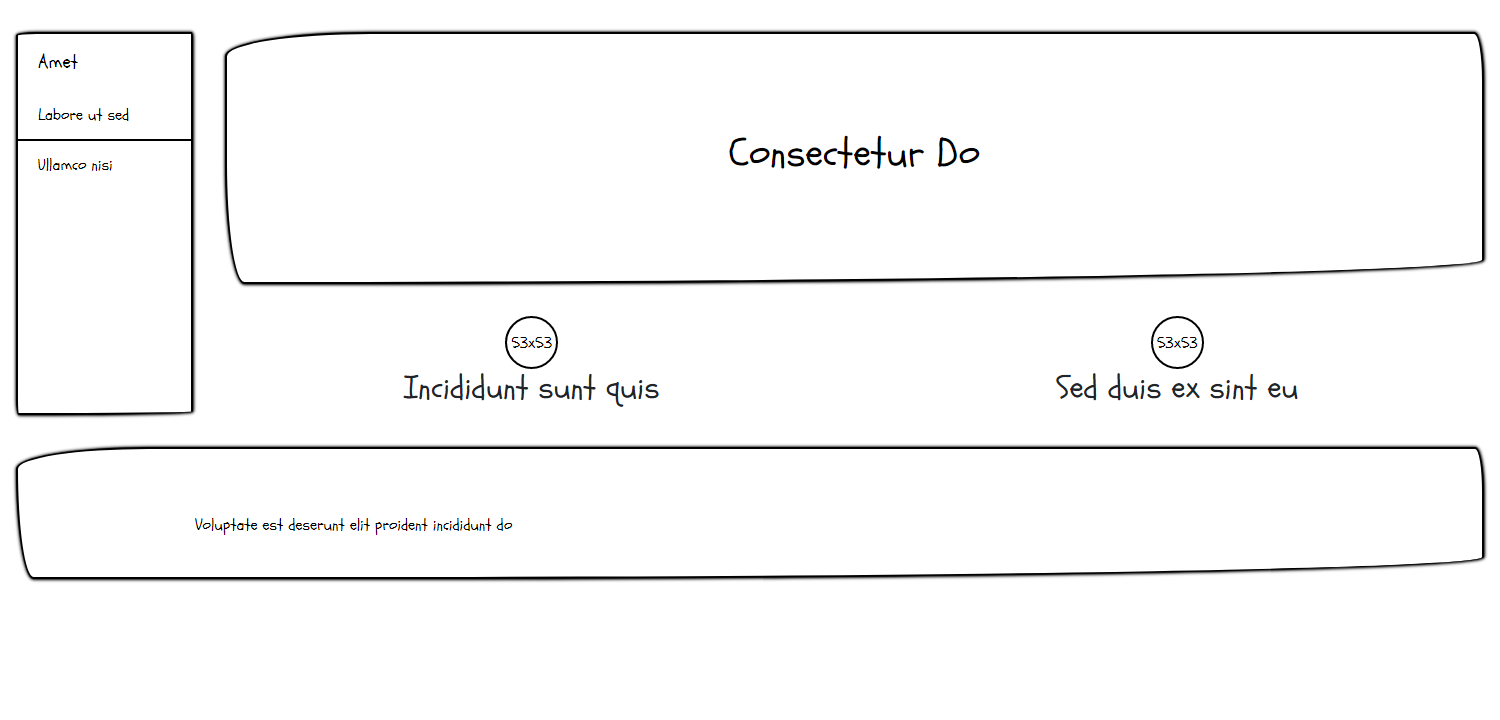 Amet
Labore ut sed
Ullamco nisi
Consectetur Do
53x53
Incididunt sunt quis
53x53
Sed duis ex sint eu
Voluptate est deserunt elit proident incididunt do